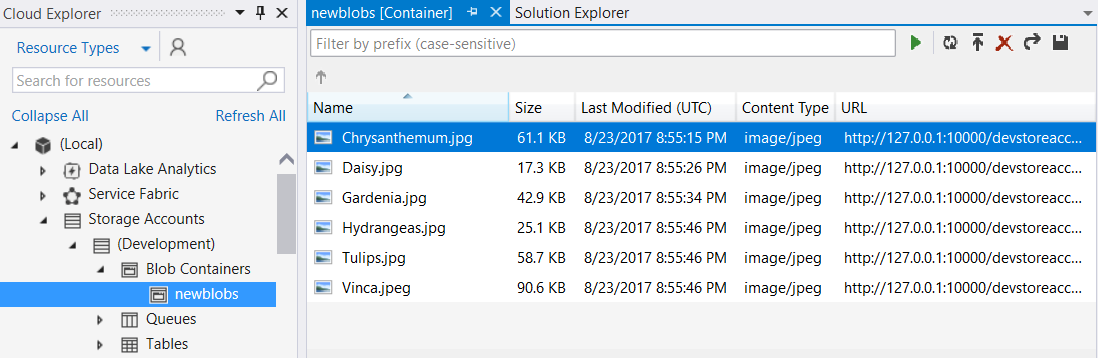 Cloud Explorer
Resource Types
Search for resources
Collapse All Refresh All
(Local)
Data Lake Analytics
Service Fabric
Storage Accounts
(Development)
Blob Containers
newblobs
Queues
Tables
newblobs [Container] Solution Explorer
Filter by prefix (case-sensitive)
Name Size Last Modified (UTC) Content Type URL
Chrysanthemum.jpg 61.1 KB 8/23/2017 8:55:15 PM image/jpeg http://127.0.0.1:10000/devstoreacc...
Daisy.jpg 17.3 KB 8/23/2017 8:55:26 PM image/jpeg http://127.0.0.1:10000/devstoreacc...
Gardenia.jpg 42.9 KB 8/23/2017 8:55:34 PM image/jpeg http://127.0.0.1:10000/devstoreacc...
Hydrangeas.jpg 25.1 KB 8/23/2017 8:55:46 PM image/jpeg http://127.0.0.1:10000/devstoreacc...
Tulips.jpg 58.7 KB 8/23/2017 8:55:46 PM image/jpeg http://127.0.0.1:10000/devstoreacc...
Vinca.jpeg 90.6 KB 8/23/2017 8:55:46 PM image/jpeg http://127.0.0.1:10000/devstoreacc...